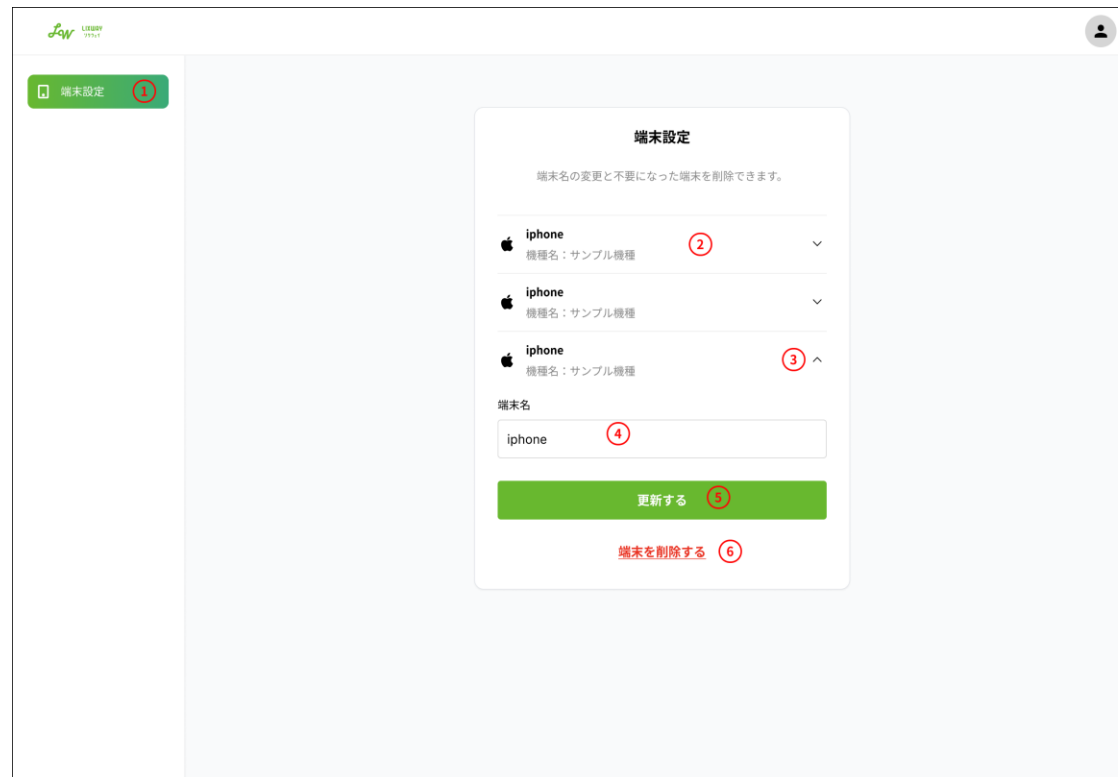 LW LIXUWAY
端末設定 1
端末設定
端末名の変更と不要になった端末を削除できます。
iphone
機種名：サンプル機種 2
iphone
機種名：サンプル機種
iphone
機種名：サンプル機種 3
端末名
iphone 4
更新する 5
端末を削除する 6